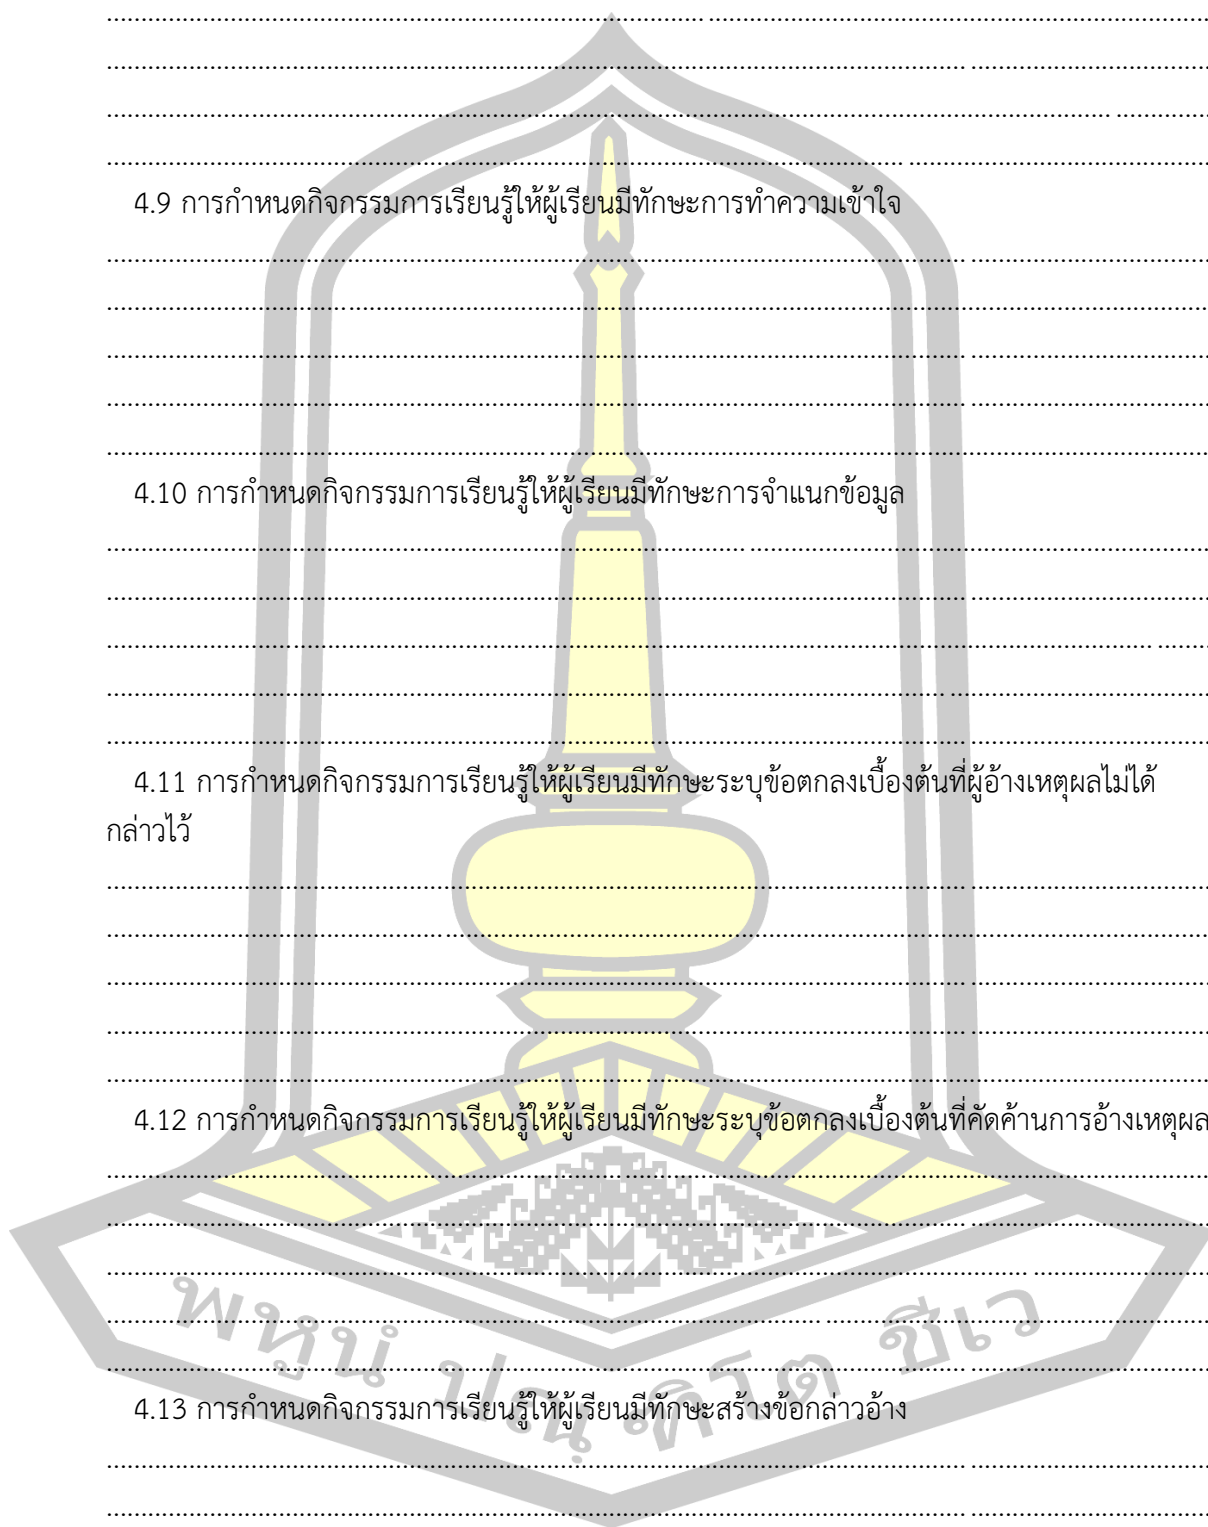 4.9 การกำหนดกิจกรรมการเรียนรู้ให้ผู้เรียนมีทักษะการทำความเข้าใจ
4.10 การกำหนดกิจกรรมการเรียนรู้ให้ผู้เรียนมีทักษะการจำแนกข้อมูล
4.11 การกำหนดกิจกรรมการเรียนรู้ให้ผู้เรียนมีทักษะระบุข้อตกลงเบื้องต้นที่ผู้อ้างเหตุผลไม่ได้
กล่าวไว้
4.12 การกำหนดกิจกรรมการเรียนรู้ให้ผู้เรียนมีทักษะระบุข้อตกลงเบื้องต้นที่คัดค้านการอ้างเหตุผล
พหูนํ ปณฺฑิโต ชีเว
4.13 การกำหนดกิจกรรมการเรียนรู้ให้ผู้เรียนมีทักษะสร้างข้อกล่าวอ้าง